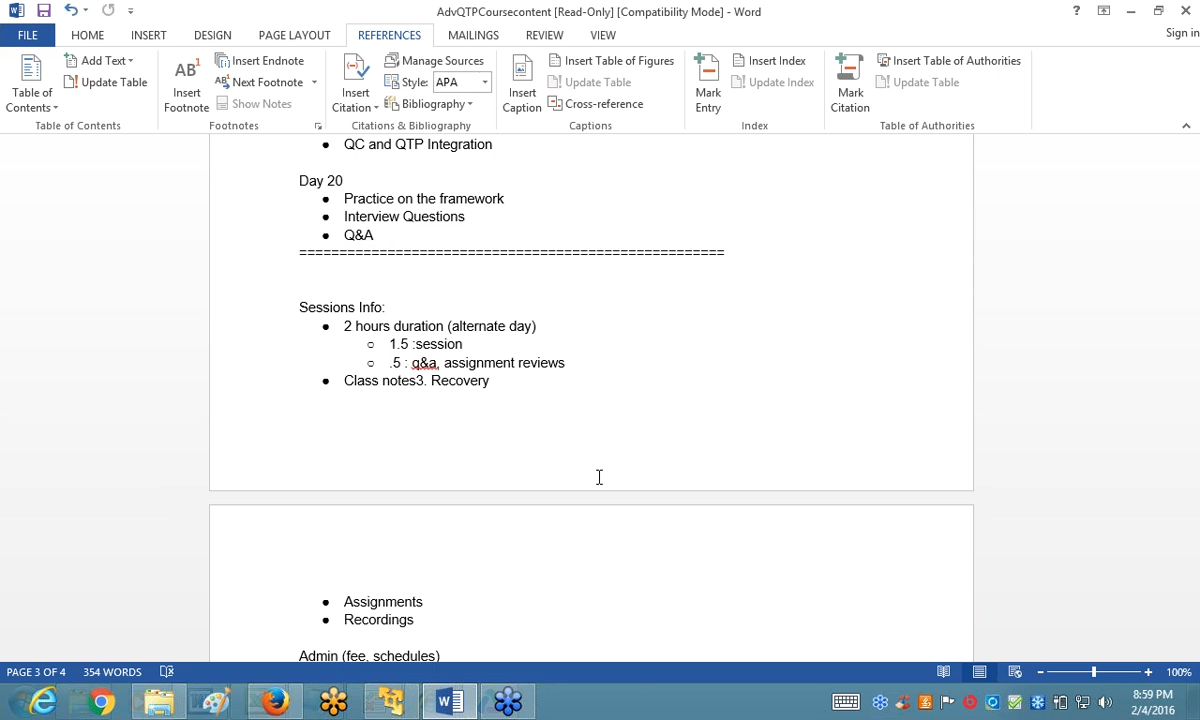 AdvQTPCoursecontent [Read-Only] [Compatibility Mode] - Word
?
Sign in
FILE HOME INSERT DESIGN PAGE LAYOUT REFERENCES MAILINGS REVIEW VIEW
Table of Contents
Add Text
Update Table
Table of Contents
AB1
Insert Footnote
Insert Endnote
Next Footnote
Show Notes
Footnotes
Insert Citation
Manage Sources
Style: APA
Bibliography
Citations & Bibliography
Insert Caption
Insert Table of Figures
Update Table
Cross-reference
Captions
Mark Entry
Insert Index
Update Index
Index
Mark Citation
Insert Table of Authorities
Update Table
Table of Authorities
● QC and QTP Integration
Day 20
● Practice on the framework
● Interview Questions
● Q&A
=====================================================
Sessions Info:
● 2 hours duration (alternate day)
○ 1.5 :session
○ .5 : q&a, assignment reviews
● Class notes3. Recovery
● Assignments
● Recordings
Admin (fee, schedules)
PAGE 3 OF 4 354 WORDS 100%
8:59 PM
2/4/2016